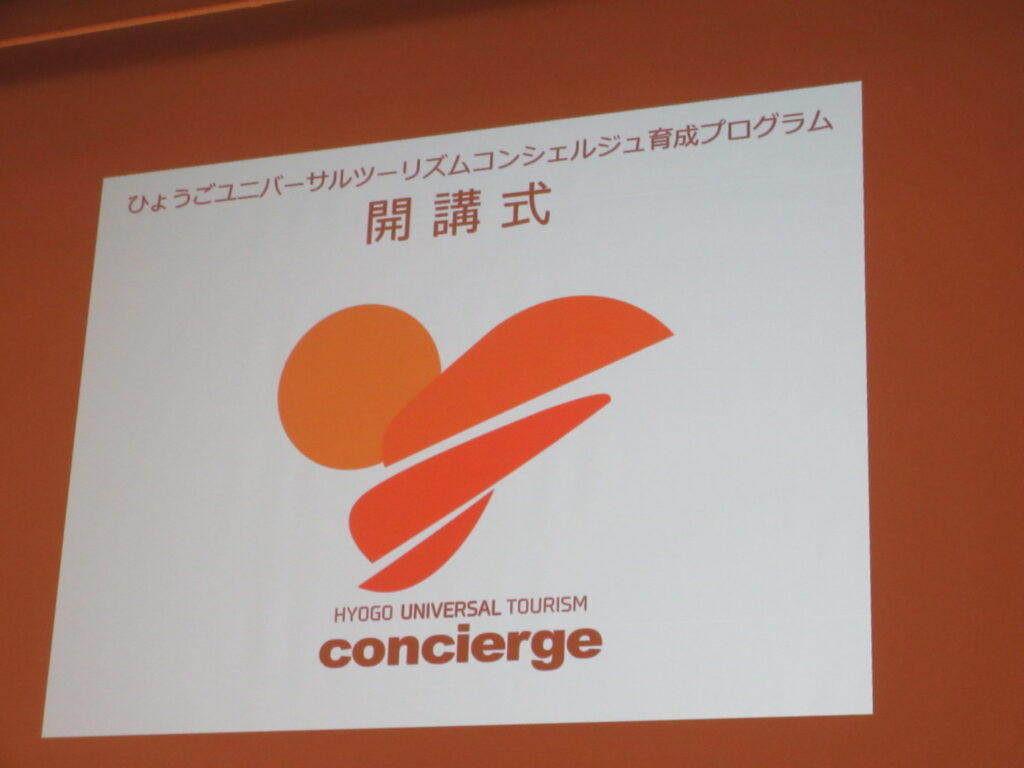 ひょうごユニバーサルツーリズムコンシェルジュ育成プログラム
開講式
HYOGO UNIVERSAL TOURISM
concierge